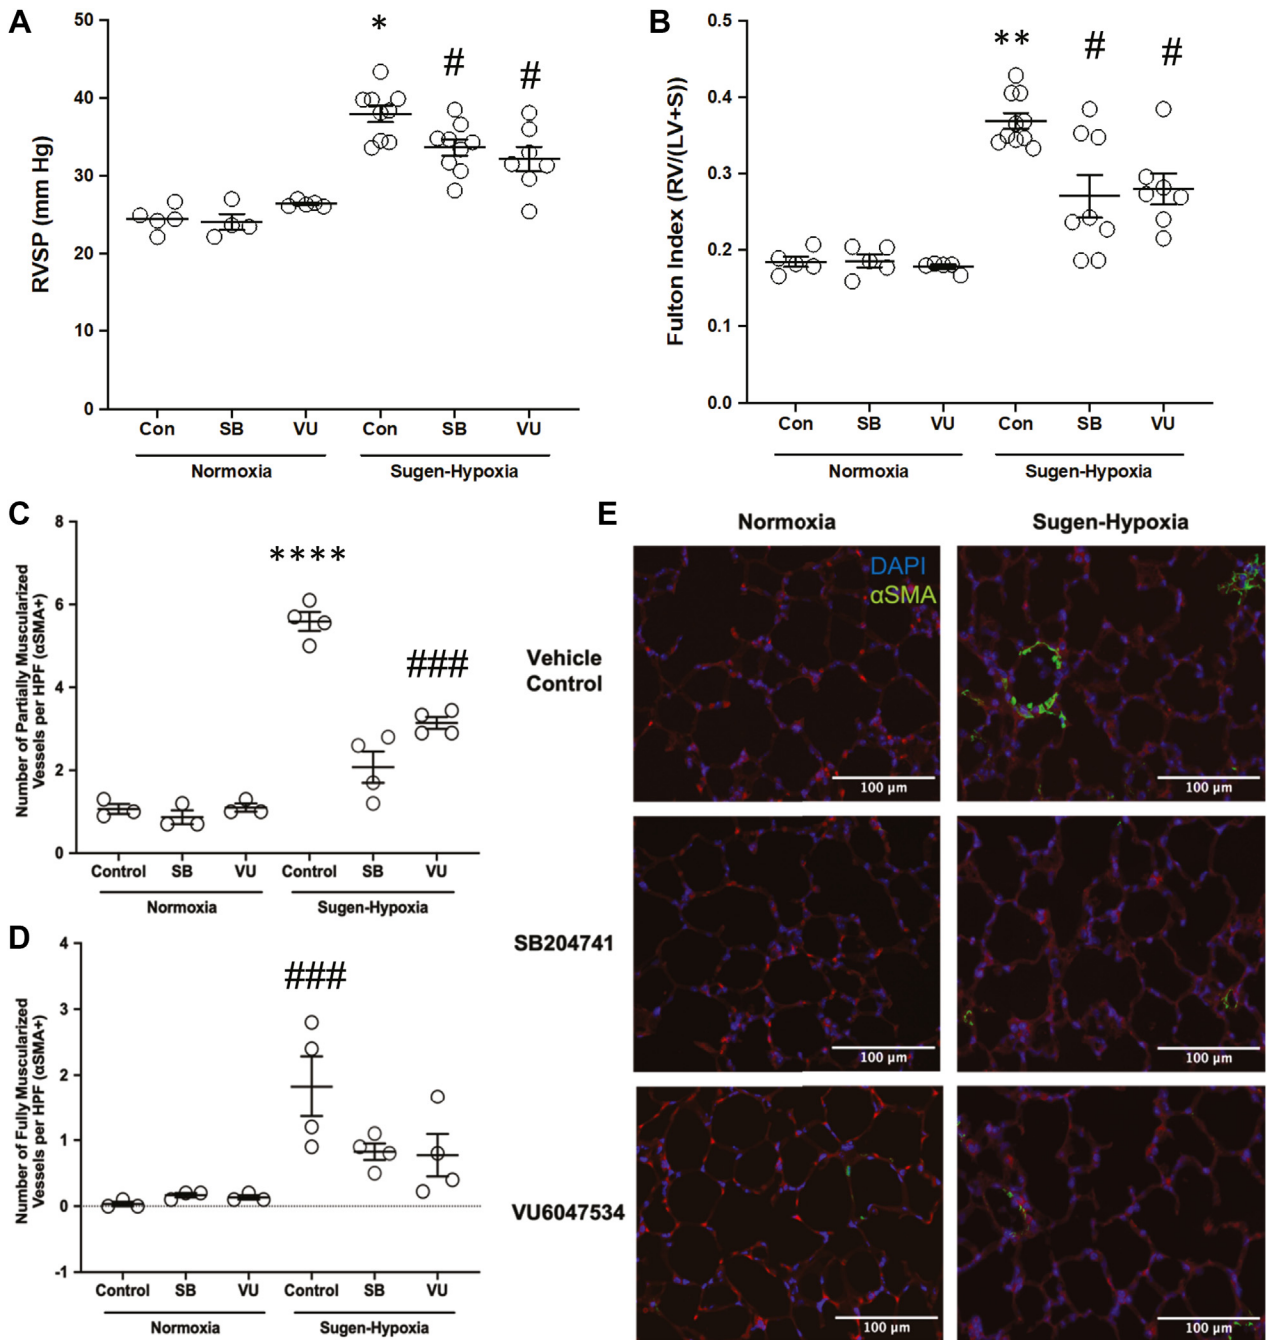 A
RVSP (mm Hg)
50
40
30
20
10
0
*
#
#
Con SB VU Con SB VU
Normoxia Sugen-Hypoxia
B
Fulton Index (RV/(LV+S))
0.5
0.4
0.3
0.2
0.1
0.0
**
#
#
Con SB VU Con SB VU
Normoxia Sugen-Hypoxia
C
Number of Partially Muscularized
Vessels per HPF (αSMA+)
8
6
4
2
0
****
###
Control SB VU Control SB VU
Normoxia Sugen-Hypoxia
D
Number of Fully Muscularized
Vessels per HPF (αSMA+)
4
3
2
1
0
-1
###
Control SB VU Control SB VU
Normoxia Sugen-Hypoxia
E
Normoxia Sugen-Hypoxia
DAPI
αSMA
Vehicle
Control
100 µm 100 µm
SB204741
100 µm 100 µm
VU6047534
100 µm 100 µm